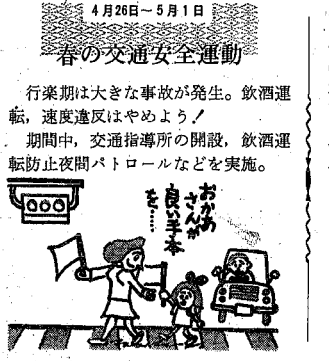 4月26日〜5月1日
春の交通安全運動
行楽期は大きな事故が発生。飲酒運
転,速度違反はやめよう!
期間中,交通指導所の開設,飲酒運
転防止夜間パトロールなどを実施。
おかあ
さんが
良い手本
を……